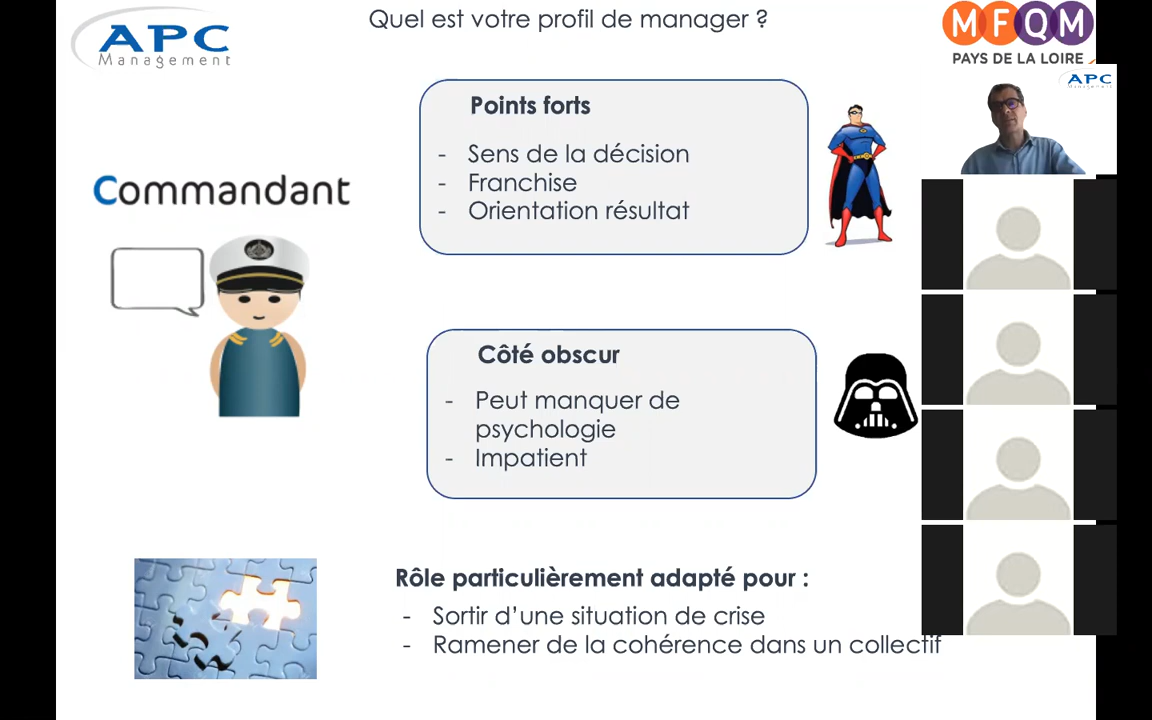 Quel est votre profil de manager ?
APC
Management
MFQM
PAYS DE LA LOIRE
APC
Management
Points forts
- Sens de la décision
- Franchise
- Orientation résultat
Commandant
Côté obscur
- Peut manquer de
psychologie
- Impatient
Rôle particulièrement adapté pour :
- Sortir d’une situation de crise
- Ramener de la cohérence dans un collectif